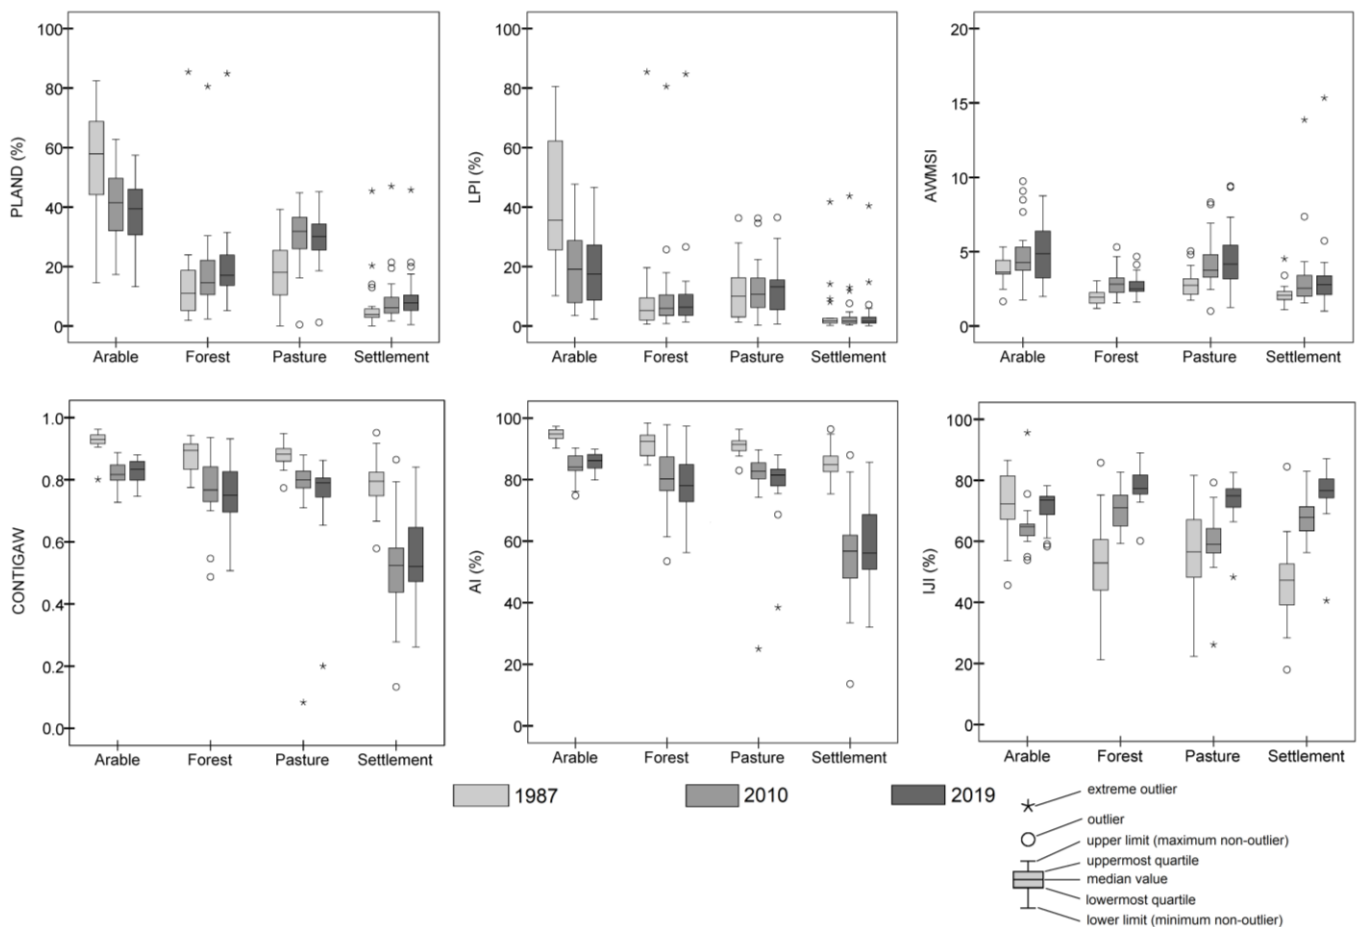 PLAND (%)
100
80
60
40
20
0
Arable Forest Pasture Settlement
LPI (%)
100
80
60
40
20
0
Arable Forest Pasture Settlement
AWMSI
20
15
10
5
0
Arable Forest Pasture Settlement
CONTIGAW
1.0
0.8
0.6
0.4
0.2
0.0
Arable Forest Pasture Settlement
AI (%)
100
80
60
40
20
0
Arable Forest Pasture Settlement
IJI (%)
100
80
60
40
20
0
Arable Forest Pasture Settlement
1987 2010 2019
extreme outlier
outlier
upper limit (maximum non-outlier)
uppermost quartile
median value
lowermost quartile
lower limit (minimum non-outlier)